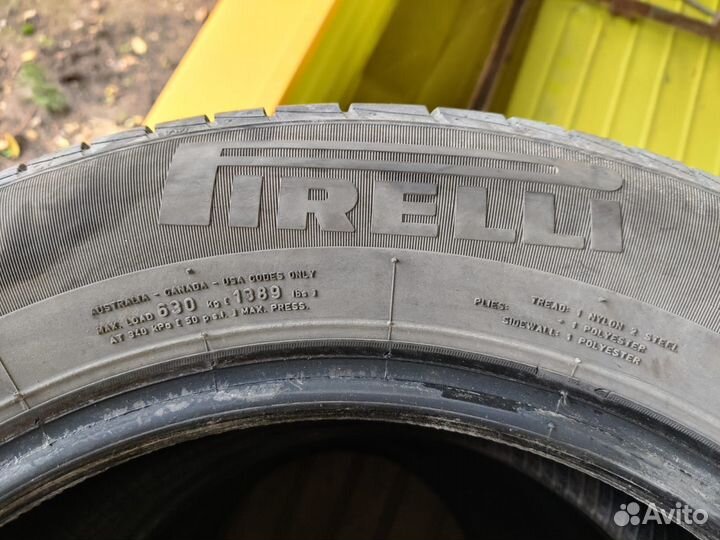 PIRELLI
AUSTRALIA - CANADA - USA CODES ONLY
MAX. LOAD 630 kg [ 1389 lbs ]
AT 340 KPa [ 50 p.s.i. ] MAX. PRESS.
PLIES: TREAD: 1 NYLON 2 STEEL
+ 1 POLYESTER
SIDEWALL: 1 POLYESTER
Avito